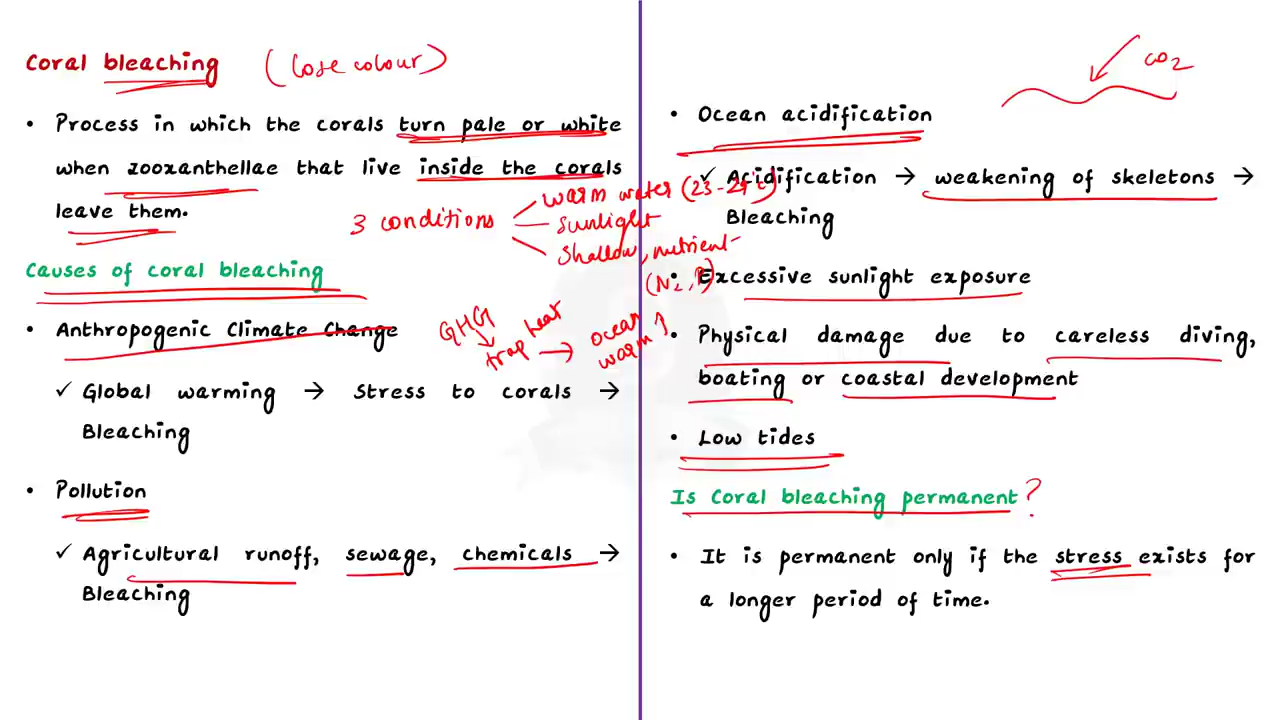 Coral bleaching (lose colour)
• Process in which the corals turn pale or white
when zooxanthellae that live inside the corals
leave them.
3 conditions
warm water (23-29°C)
Sunlight
Shallow, nutrient
(N2, P)
Causes of coral bleaching
• Anthropogenic Climate Change
GHG
trap heat → ocean
warm ↑
✓ Global warming → Stress to corals →
Bleaching
• Pollution
✓ Agricultural runoff, sewage, chemicals →
Bleaching
CO2
• Ocean acidification
✓ Acidification → weakening of skeletons →
Bleaching
• Excessive sunlight exposure
• Physical damage due to careless diving,
boating or coastal development
• Low tides
Is Coral bleaching permanent?
• It is permanent only if the stress exists for
a longer period of time.